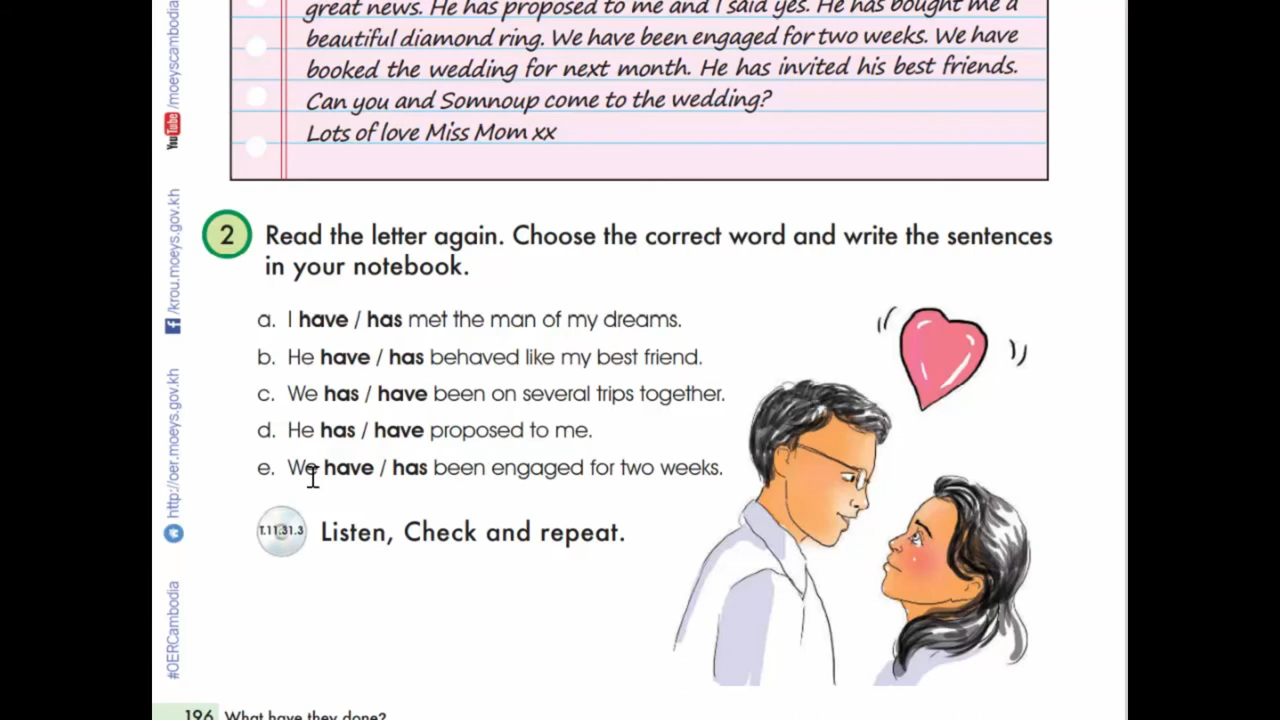 great news. He has proposed to me and I said yes. He has bought me a
beautiful diamond ring. We have been engaged for two weeks. We have
booked the wedding for next month. He has invited his best friends.
Can you and Somnoup come to the wedding?
Lots of love Miss Mom xx
2 Read the letter again. Choose the correct word and write the sentences
in your notebook.
a. I have / has met the man of my dreams.
b. He have / has behaved like my best friend.
c. We has / have been on several trips together.
d. He has / have proposed to me.
e. We have / has been engaged for two weeks.
T.11.31.3 Listen, Check and repeat.
196 What have they done?
YouTube /moeyscambodia
f /krou.moeys.gov.kh
http://oer.moeys.gov.kh
#OERCambodia